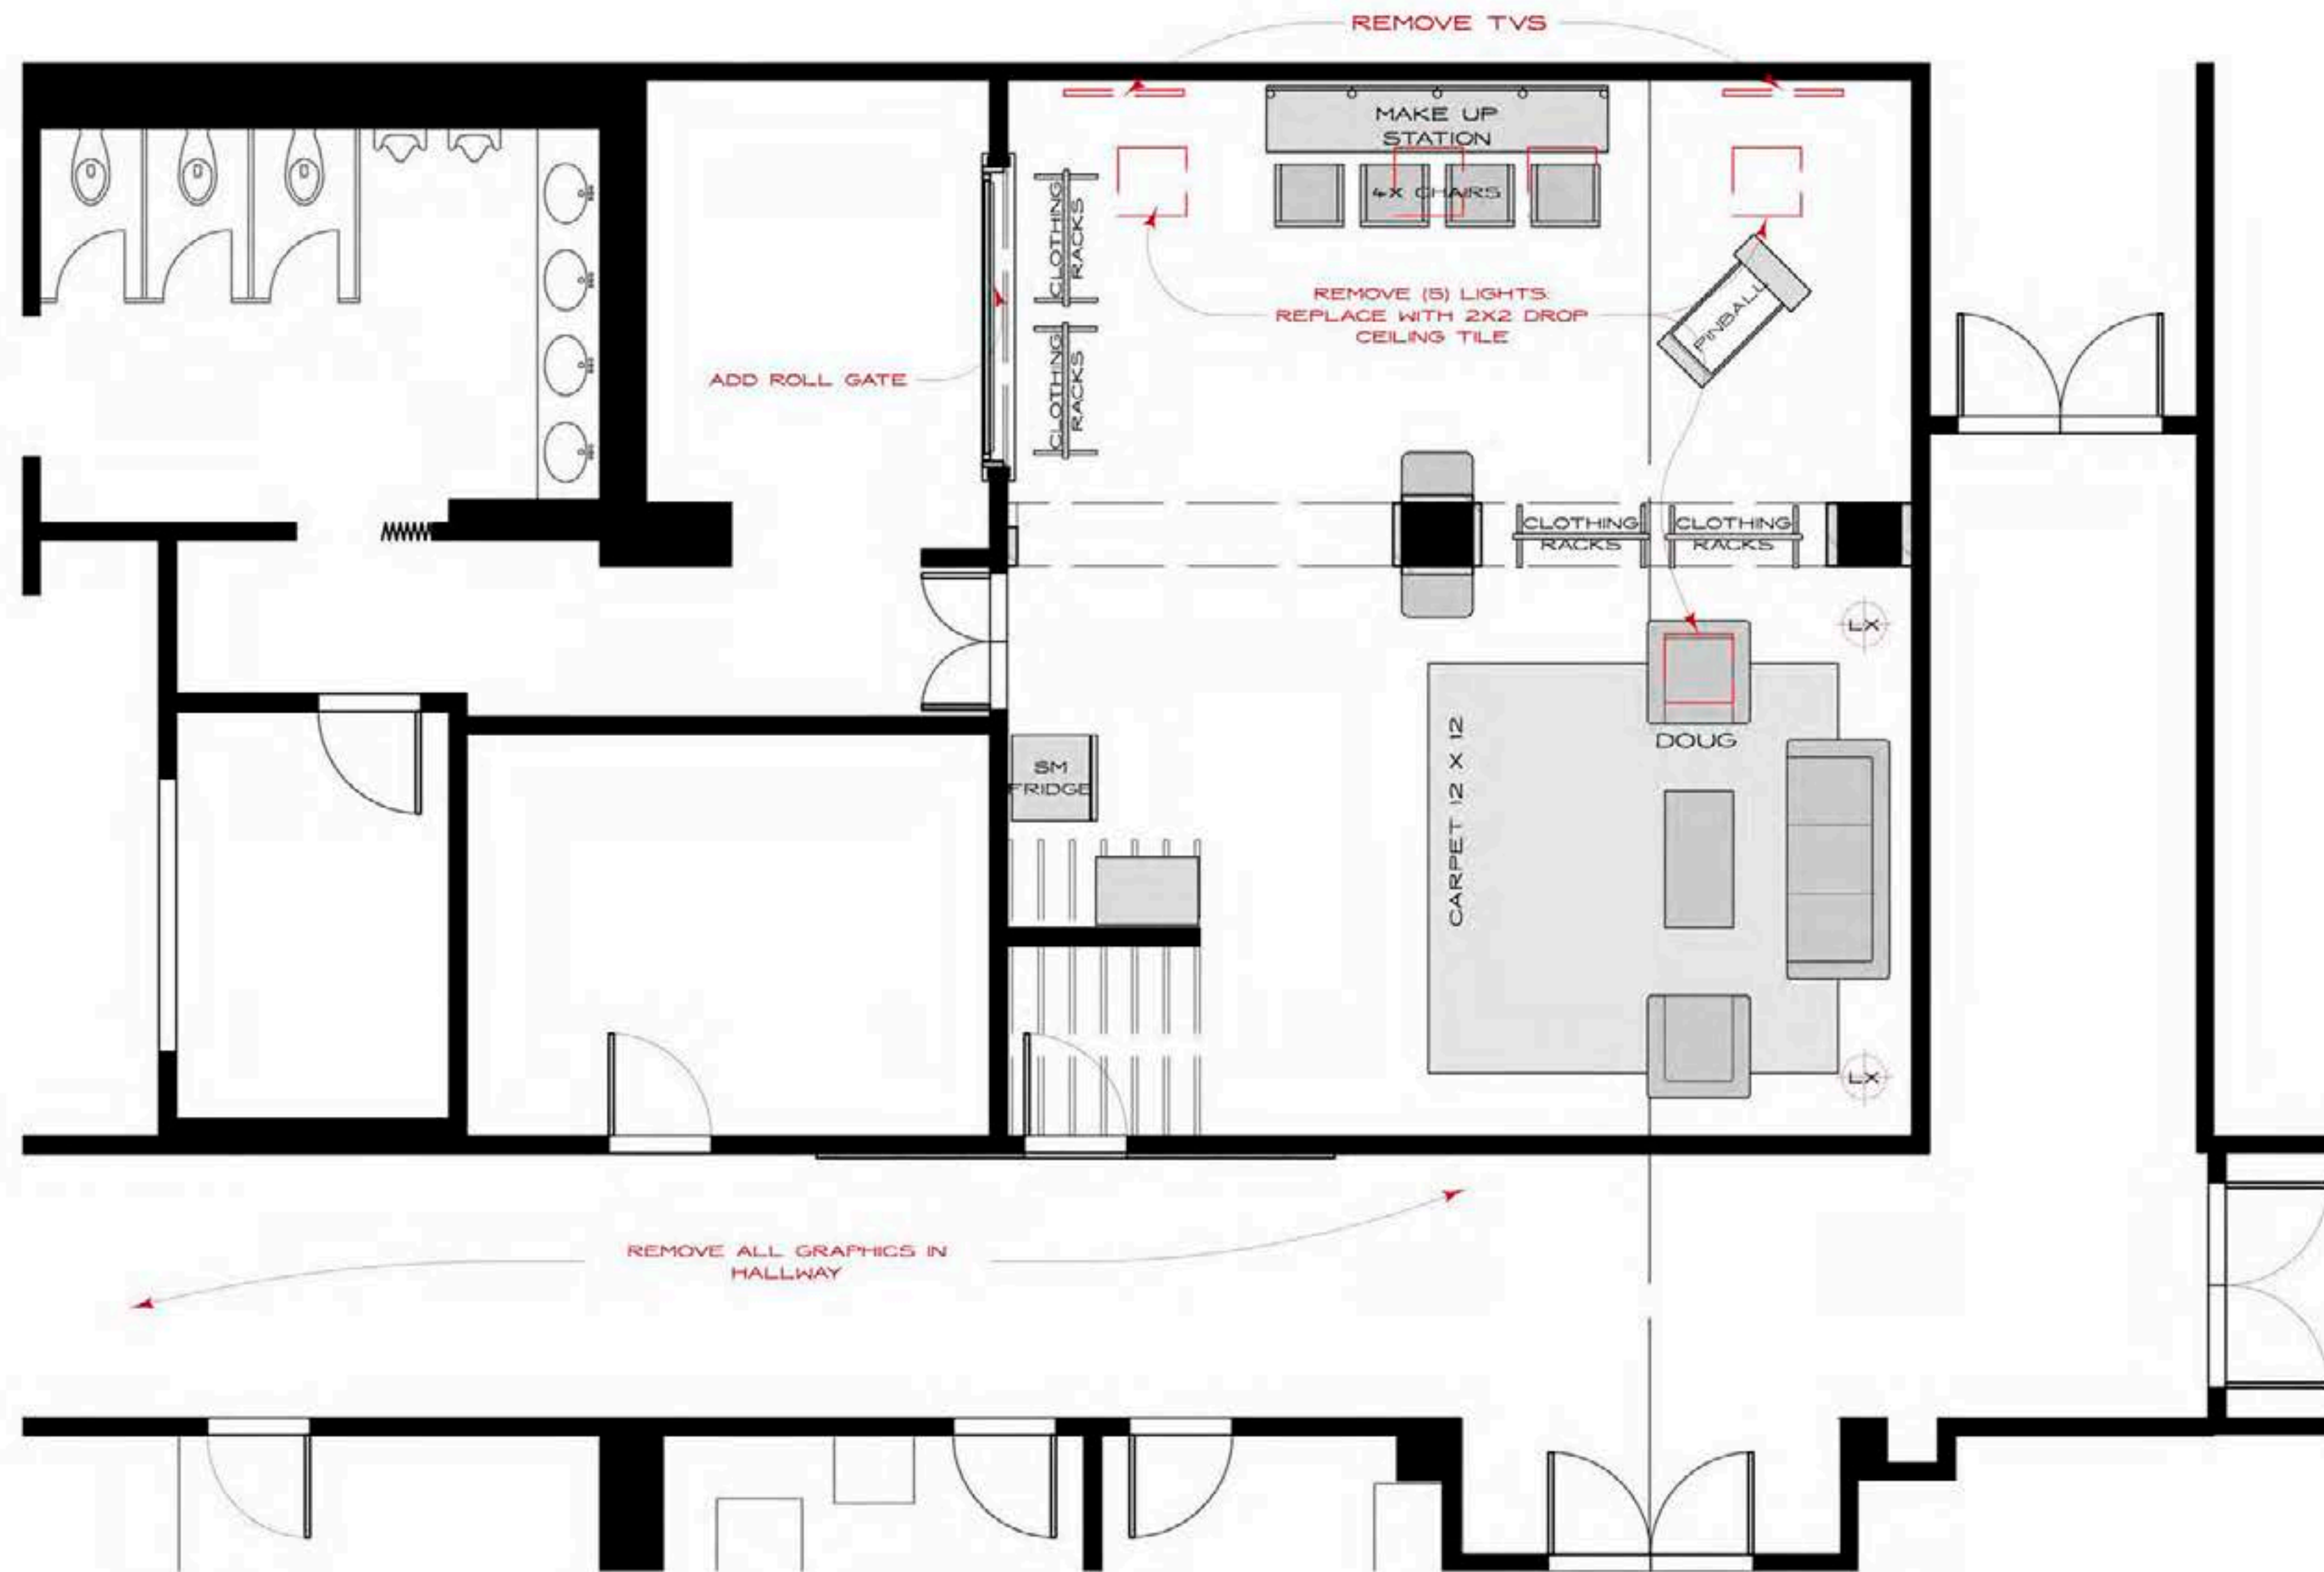 REMOVE TVS
MAKE UP
STATION
4X CHAIRS
CLOTHING
RACKS
CLOTHING
RACKS
REMOVE (5) LIGHTS.
REPLACE WITH 2X2 DROP
CEILING TILE
PINBALL
ADD ROLL GATE
CLOTHING
RACKS
CLOTHING
RACKS
LX
DOUG
CARPET 12 X 12
SM
FRIDGE
LX
REMOVE ALL GRAPHICS IN
HALLWAY